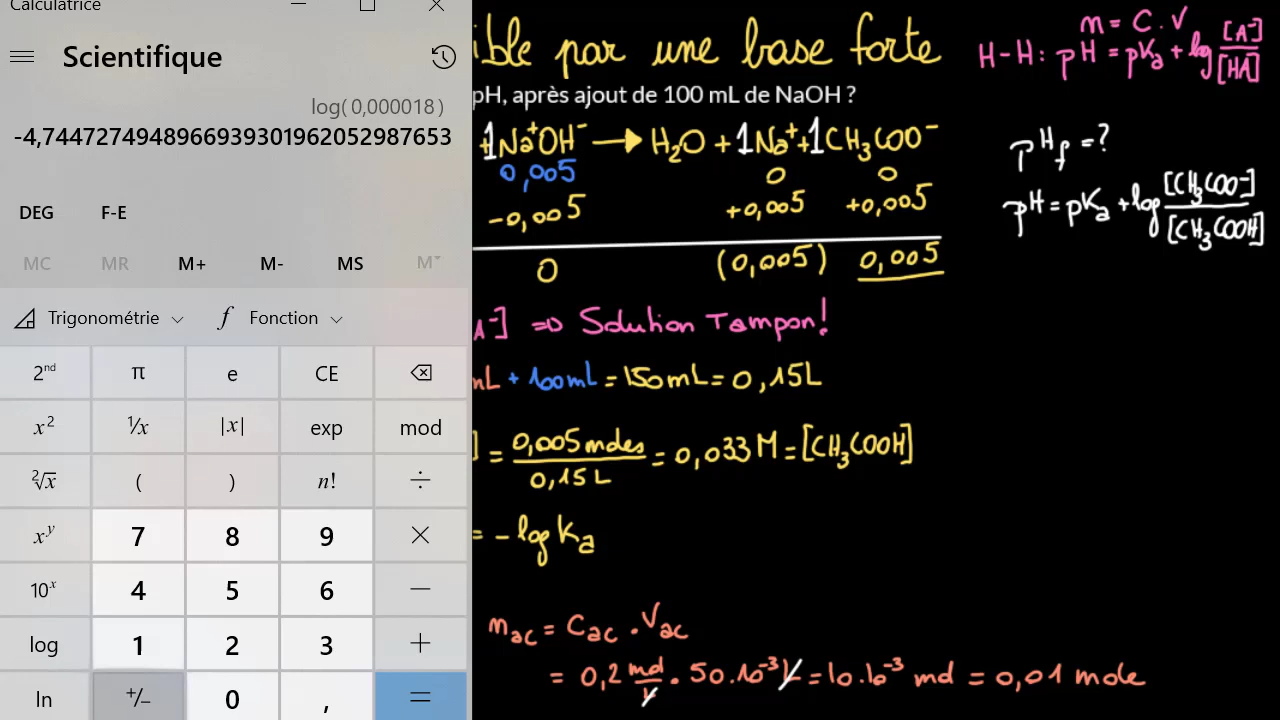 Calculatrice
Scientifique
log(0,000018)
-4,7447274948966939301962052987653
DEG F-E
MC MR M+ M- MS M˅
Trigonométrie Fonction
2ⁿᵈ π e CE
x² ¹/x |x| exp mod
²√x ( ) n! ÷
xʸ 7 8 9 ×
10ˣ 4 5 6 −
log 1 2 3 +
ln +/− 0 , =
ible par une base forte
pH, après ajout de 100 mL de NaOH ?
1Na⁺OH⁻ → H₂O + 1Na⁺ + 1CH₃COO⁻
0,005 0 0
-0,005 +0,005 +0,005
0 (0,005) 0,005
A⁻] => Solution Tampon!
mL + 100mL = 150mL = 0,15L
] = 0,005 moles / 0,15L = 0,033 M = [CH₃COOH]
= - log Ka
nac = Cac . Vac
= 0,2 mol/L . 50.10⁻³ L = 10.10⁻³ mol = 0,01 mole
n = C . V
H-H: pH = pKa + log [A⁻]/[HA]
pHf = ?
pH = pKa + log [CH₃COO⁻]/[CH₃COOH]